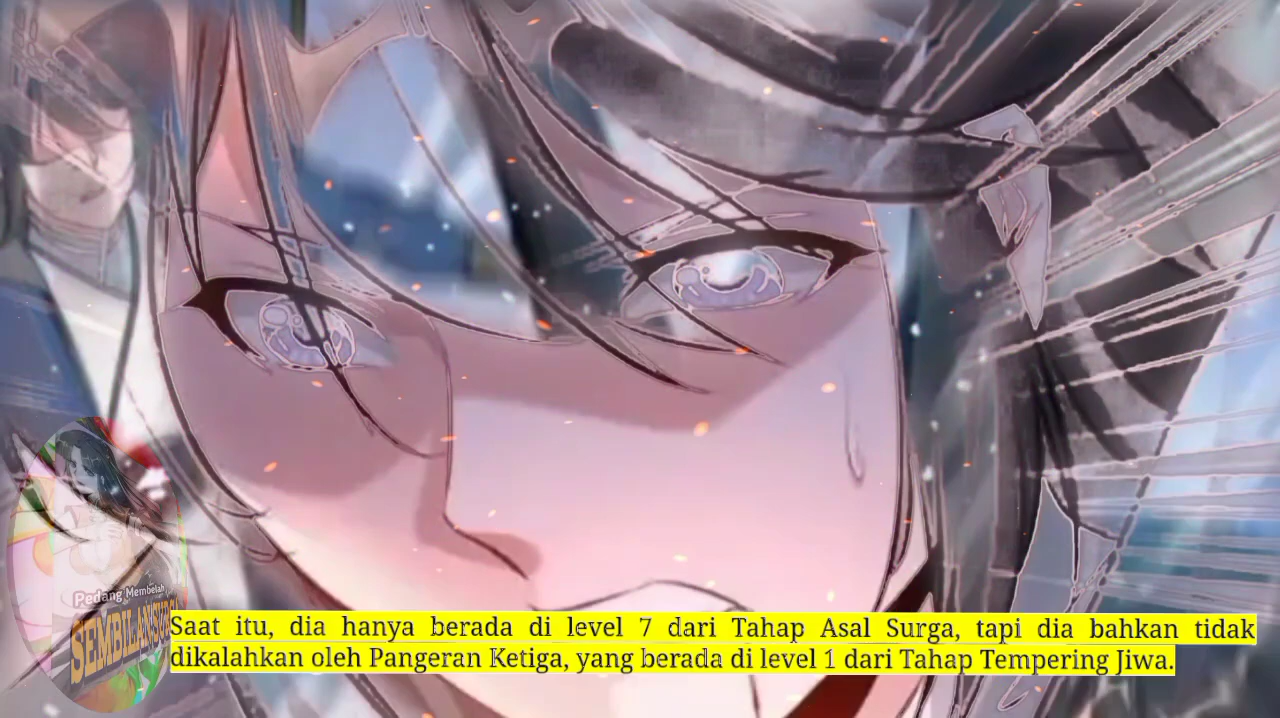 Pedang Membelah
SEMBILAN SURGA
Saat itu, dia hanya berada di level 7 dari Tahap Asal Surga, tapi dia bahkan tidak
dikalahkan oleh Pangeran Ketiga, yang berada di level 1 dari Tahap Tempering Jiwa.